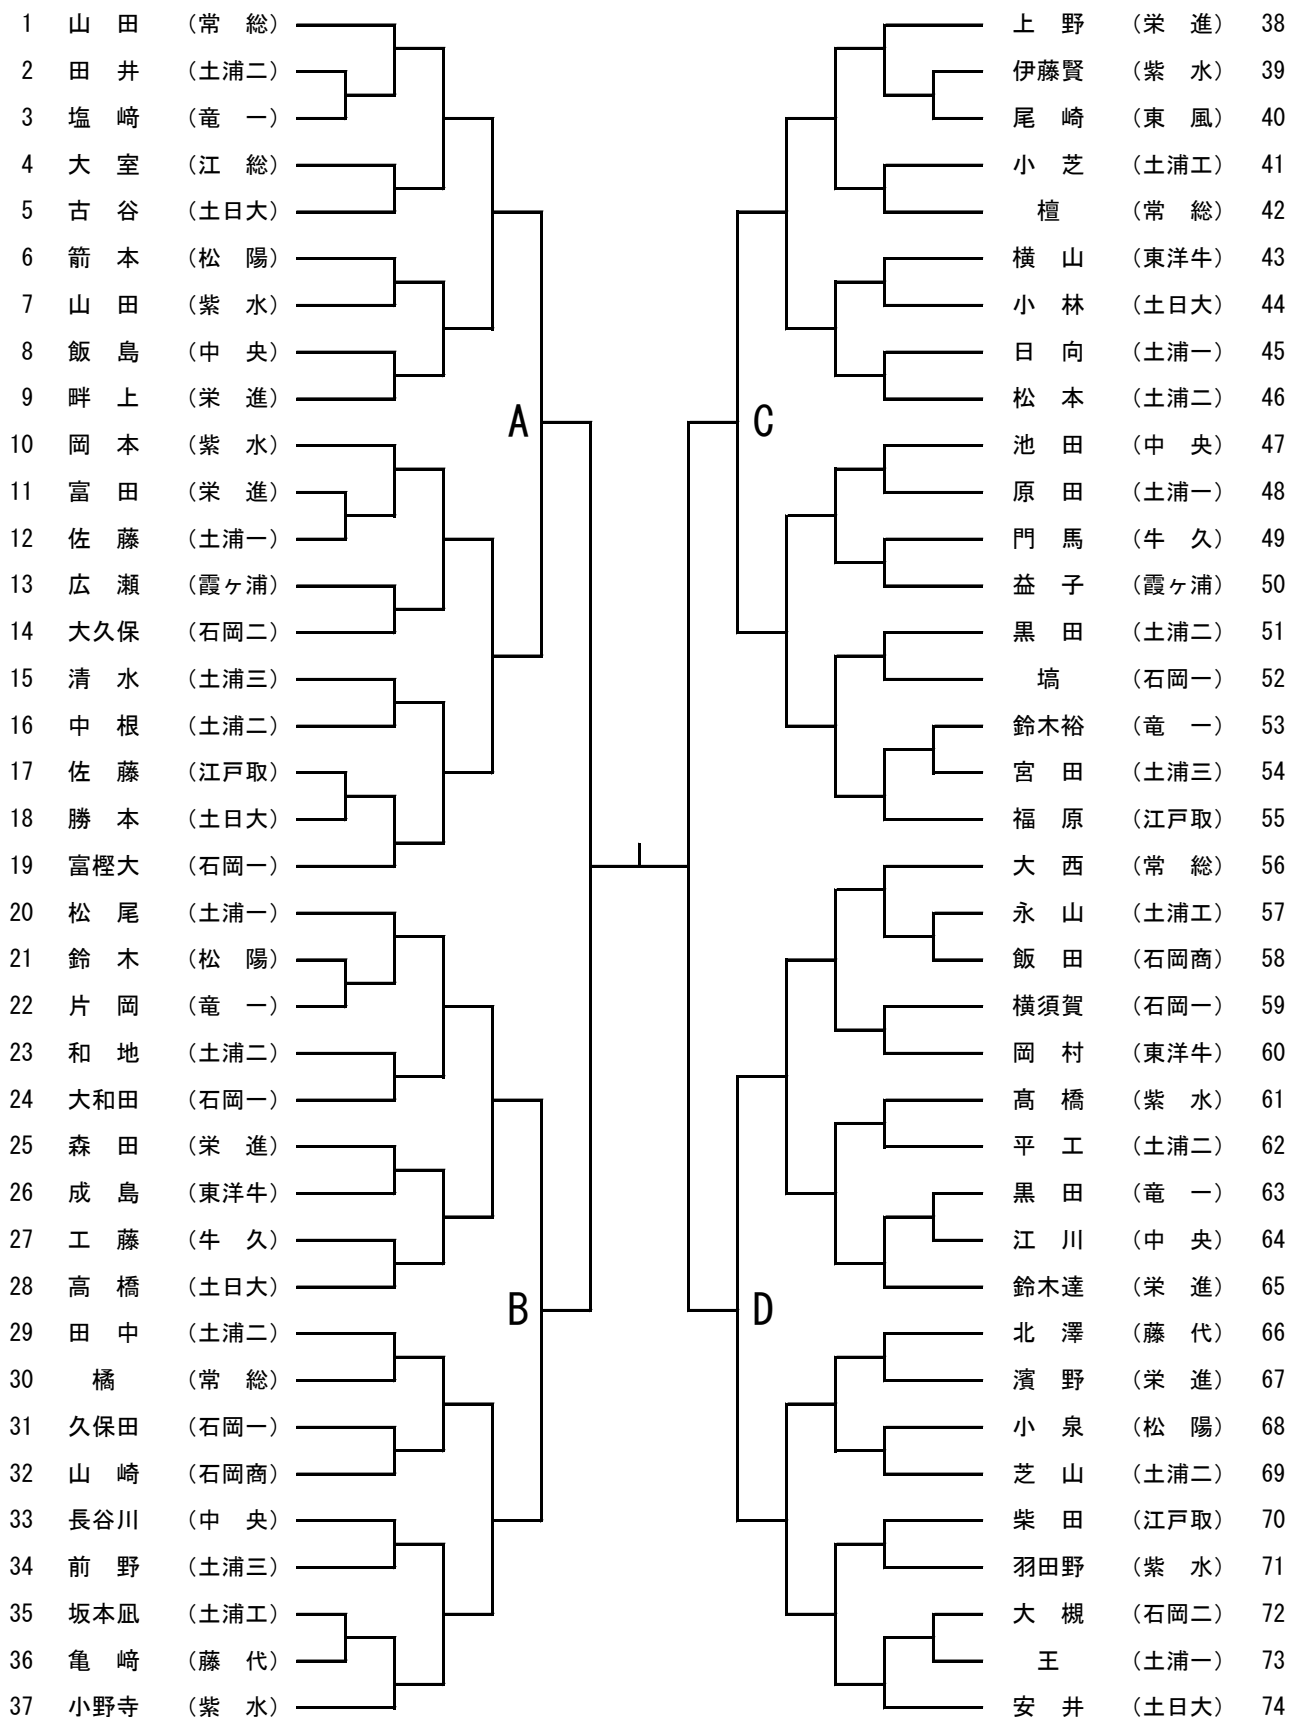 1 山 田 （常 総）
2 田 井 （土浦二）
3 塩 﨑 （竜 一）
4 大 室 （江 総）
5 古 谷 （土日大）
6 箭 本 （松 陽）
7 山 田 （紫 水）
8 飯 島 （中 央）
9 畔 上 （栄 進）
A
10 岡 本 （紫 水）
11 富 田 （栄 進）
12 佐 藤 （土浦一）
13 広 瀬 （霞ヶ浦）
14 大久保 （石岡二）
15 清 水 （土浦三）
16 中 根 （土浦二）
17 佐 藤 （江戸取）
18 勝 本 （土日大）
19 富樫大 （石岡一）
20 松 尾 （土浦一）
21 鈴 木 （松 陽）
22 片 岡 （竜 一）
23 和 地 （土浦二）
24 大和田 （石岡一）
25 森 田 （栄 進）
26 成 島 （東洋牛）
27 工 藤 （牛 久）
28 高 橋 （土日大）
B
29 田 中 （土浦二）
30 橘 （常 総）
31 久保田 （石岡一）
32 山 崎 （石岡商）
33 長谷川 （中 央）
34 前 野 （土浦三）
35 坂本凪 （土浦工）
36 亀 﨑 （藤 代）
37 小野寺 （紫 水）
上 野 （栄 進） 38
伊藤賢 （紫 水） 39
尾 崎 （東 風） 40
小 芝 （土浦工） 41
檀 （常 総） 42
横 山 （東洋牛） 43
小 林 （土日大） 44
日 向 （土浦一） 45
松 本 （土浦二） 46
C
池 田 （中 央） 47
原 田 （土浦一） 48
門 馬 （牛 久） 49
益 子 （霞ヶ浦） 50
黒 田 （土浦二） 51
塙 （石岡一） 52
鈴木裕 （竜 一） 53
宮 田 （土浦三） 54
福 原 （江戸取） 55
大 西 （常 総） 56
永 山 （土浦工） 57
飯 田 （石岡商） 58
横須賀 （石岡一） 59
岡 村 （東洋牛） 60
髙 橋 （紫 水） 61
平 工 （土浦二） 62
黒 田 （竜 一） 63
江 川 （中 央） 64
鈴木達 （栄 進） 65
D
北 澤 （藤 代） 66
濱 野 （栄 進） 67
小 泉 （松 陽） 68
芝 山 （土浦二） 69
柴 田 （江戸取） 70
羽田野 （紫 水） 71
大 槻 （石岡二） 72
王 （土浦一） 73
安 井 （土日大） 74